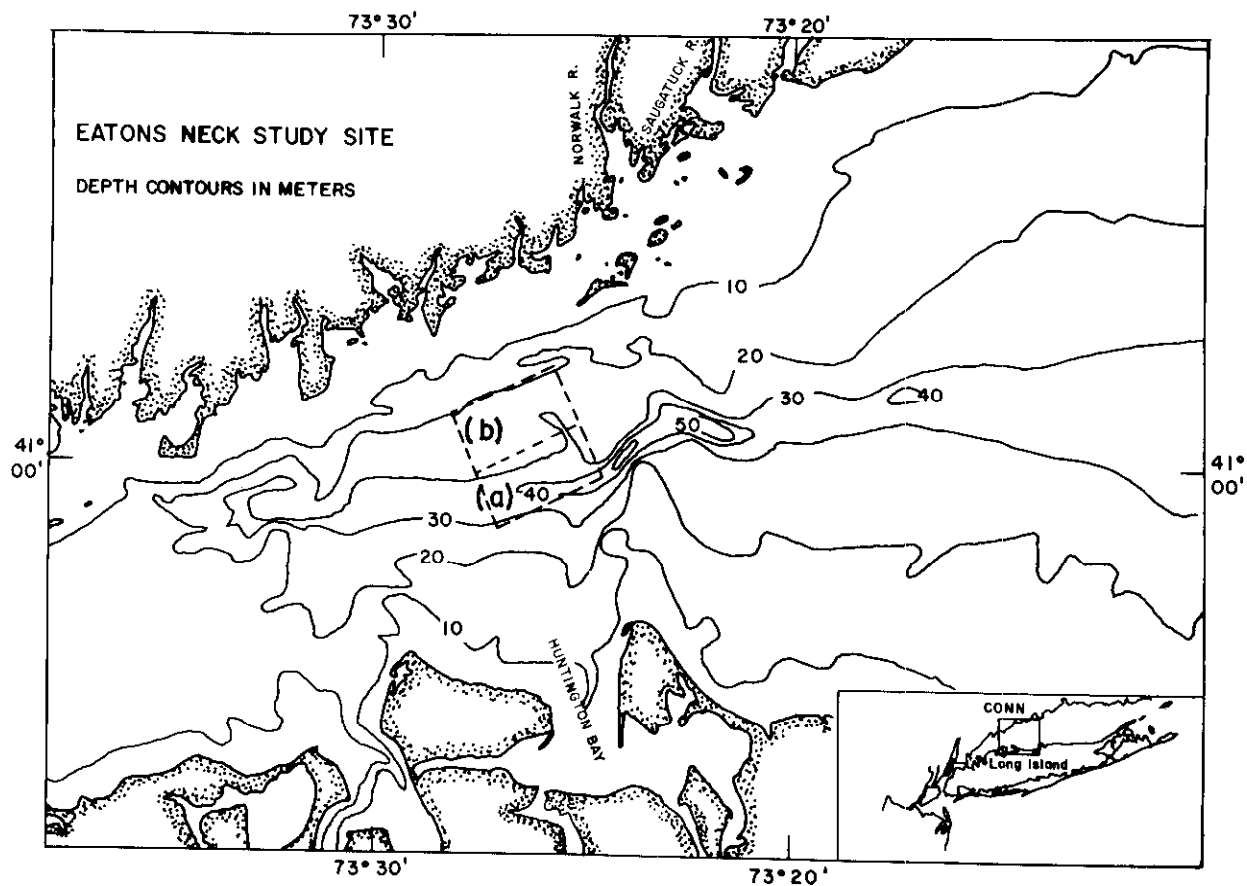 73° 30'
73° 20'
EATONS NECK STUDY SITE
DEPTH CONTOURS IN METERS
NORWALK R.
SAUGATUCK R.
10
20
30
40
50
(b)
41°
00'
41°
00'
(a)
40
30
20
10
HUNTINGTON BAY
CONN
Long Island
73° 30'
73° 20'